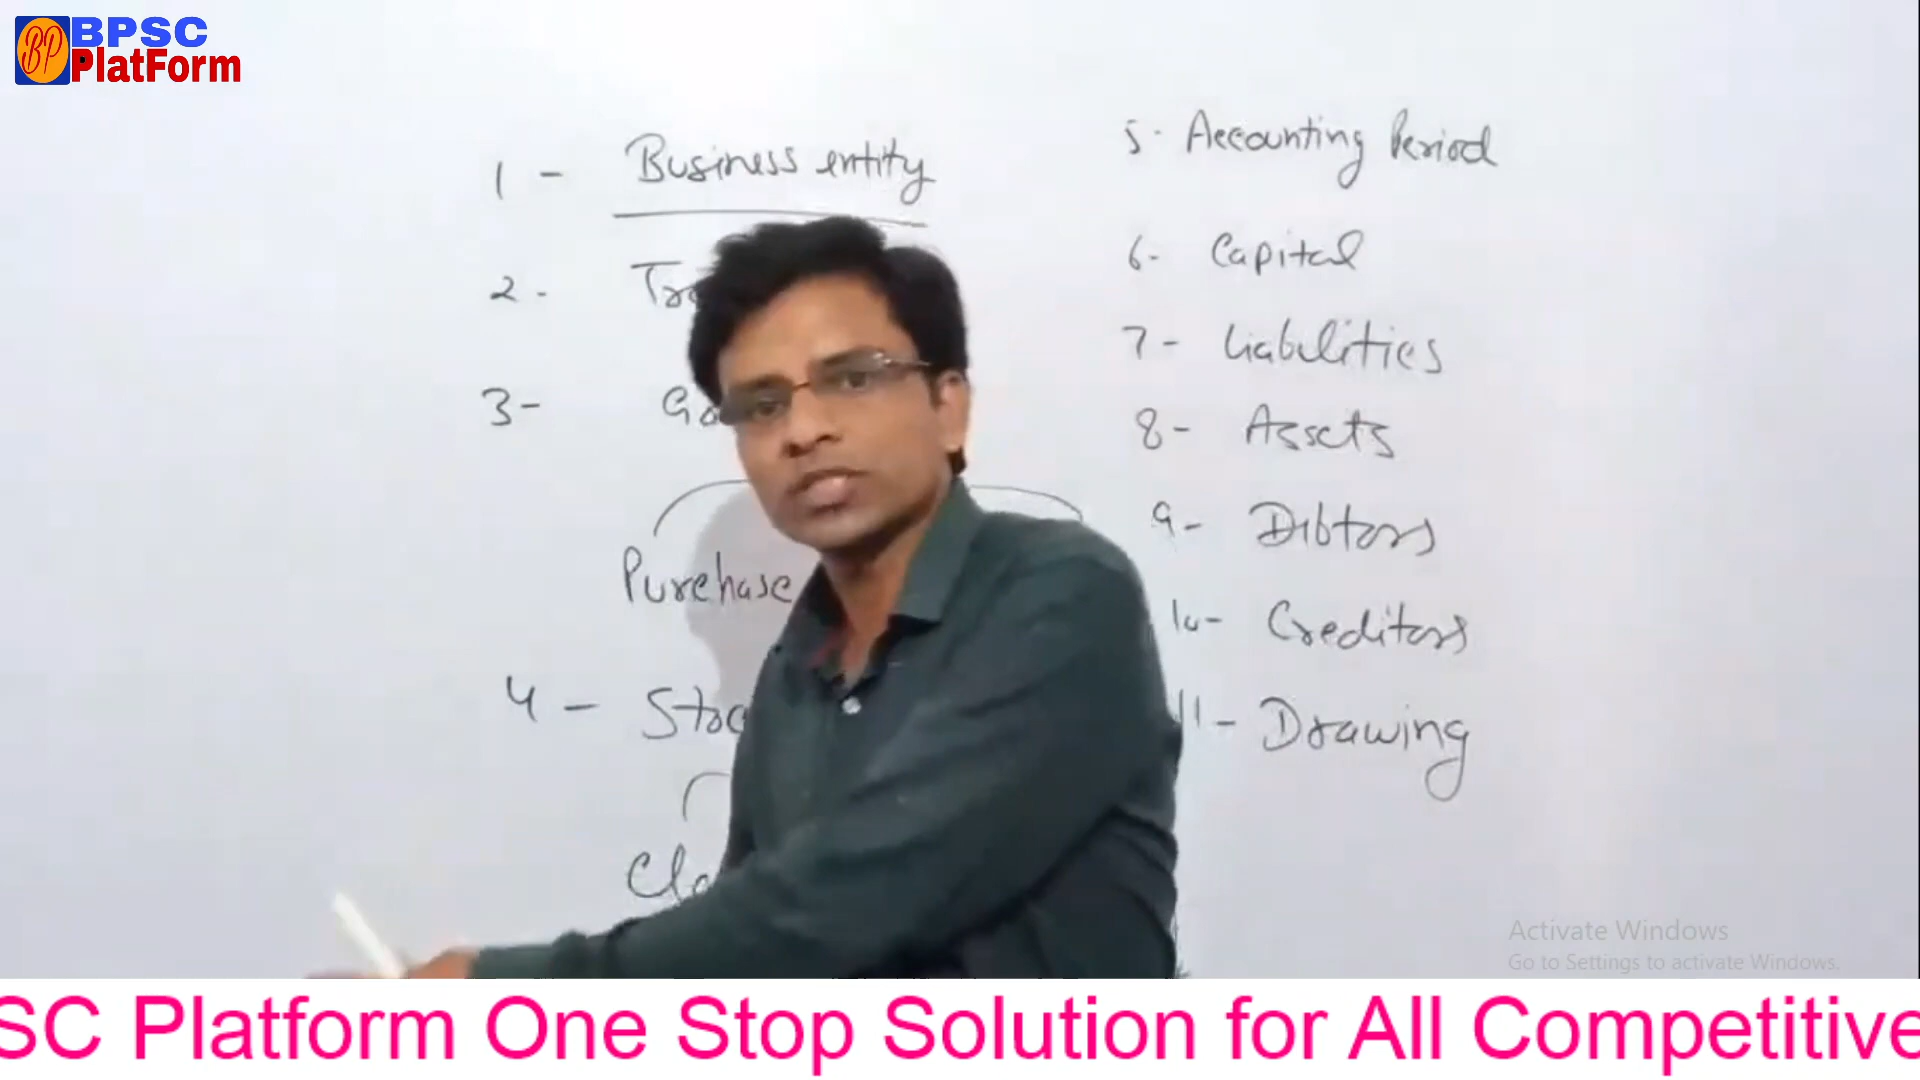 BPSC
PlatForm
1 - Business entity
2 -
3 -
Purchase
4 -
5 - Accounting Period
6 - Capital
7 - Liabilities
8 - Assets
9 - Dibtors
10 - Creditors
11 - Drawing
Activate Windows
Go to Settings to activate Windows.
SC Platform One Stop Solution for All Competitive